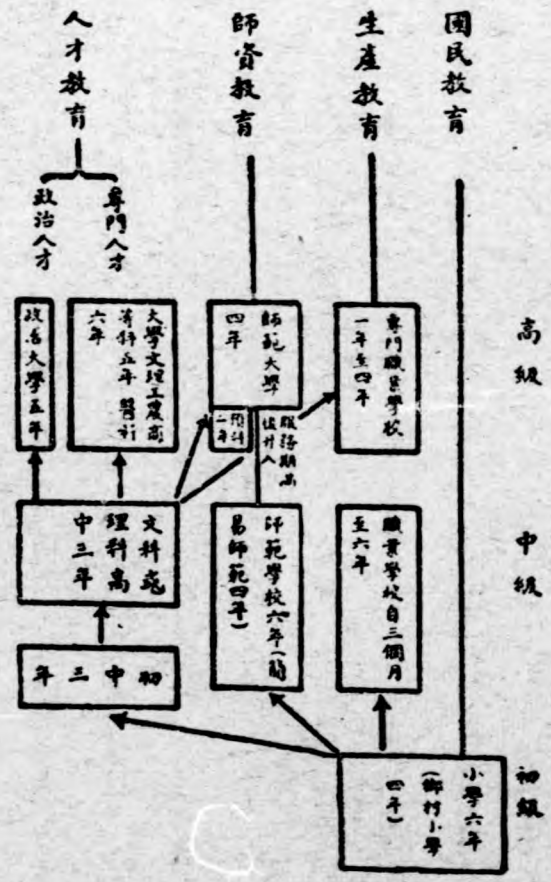 國民教育
生產教育
師資教育
人才教育
專門人才
政治人才
高級
中級
初級
專門職業學校
一年至四年
師範大學
四年
預科
一年
服務期滿
後升入
大學文理工農商
等科五年 醫科
六年
政治大學五年
職業學校自三個月
至六年
師範學校六年(簡
易師範四年)
文科或
理科高
中三年
初中三年
小學六年
(鄉村小學
四年)